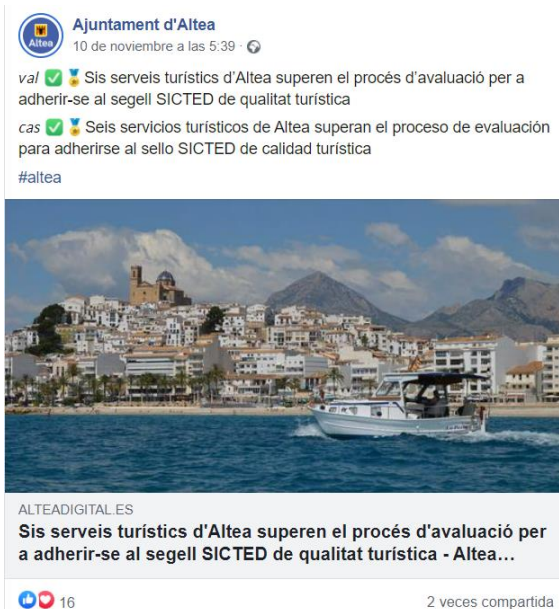 Ajuntament d'Altea
Altea
10 de noviembre a las 5:39 ·
val ✅ 🏅 Sis serveis turístics d'Altea superen el procés d'avaluació per a
adherir-se al segell SICTED de qualitat turística
cas ✅ 🏅 Seis servicios turísticos de Altea superan el proceso de evaluación
para adherirse al sello SICTED de calidad turística
#altea
ALTEADIGITAL.ES
Sis serveis turístics d'Altea superen el procés d'avaluació per
a adherir-se al segell SICTED de qualitat turística - Altea...
16
2 veces compartida